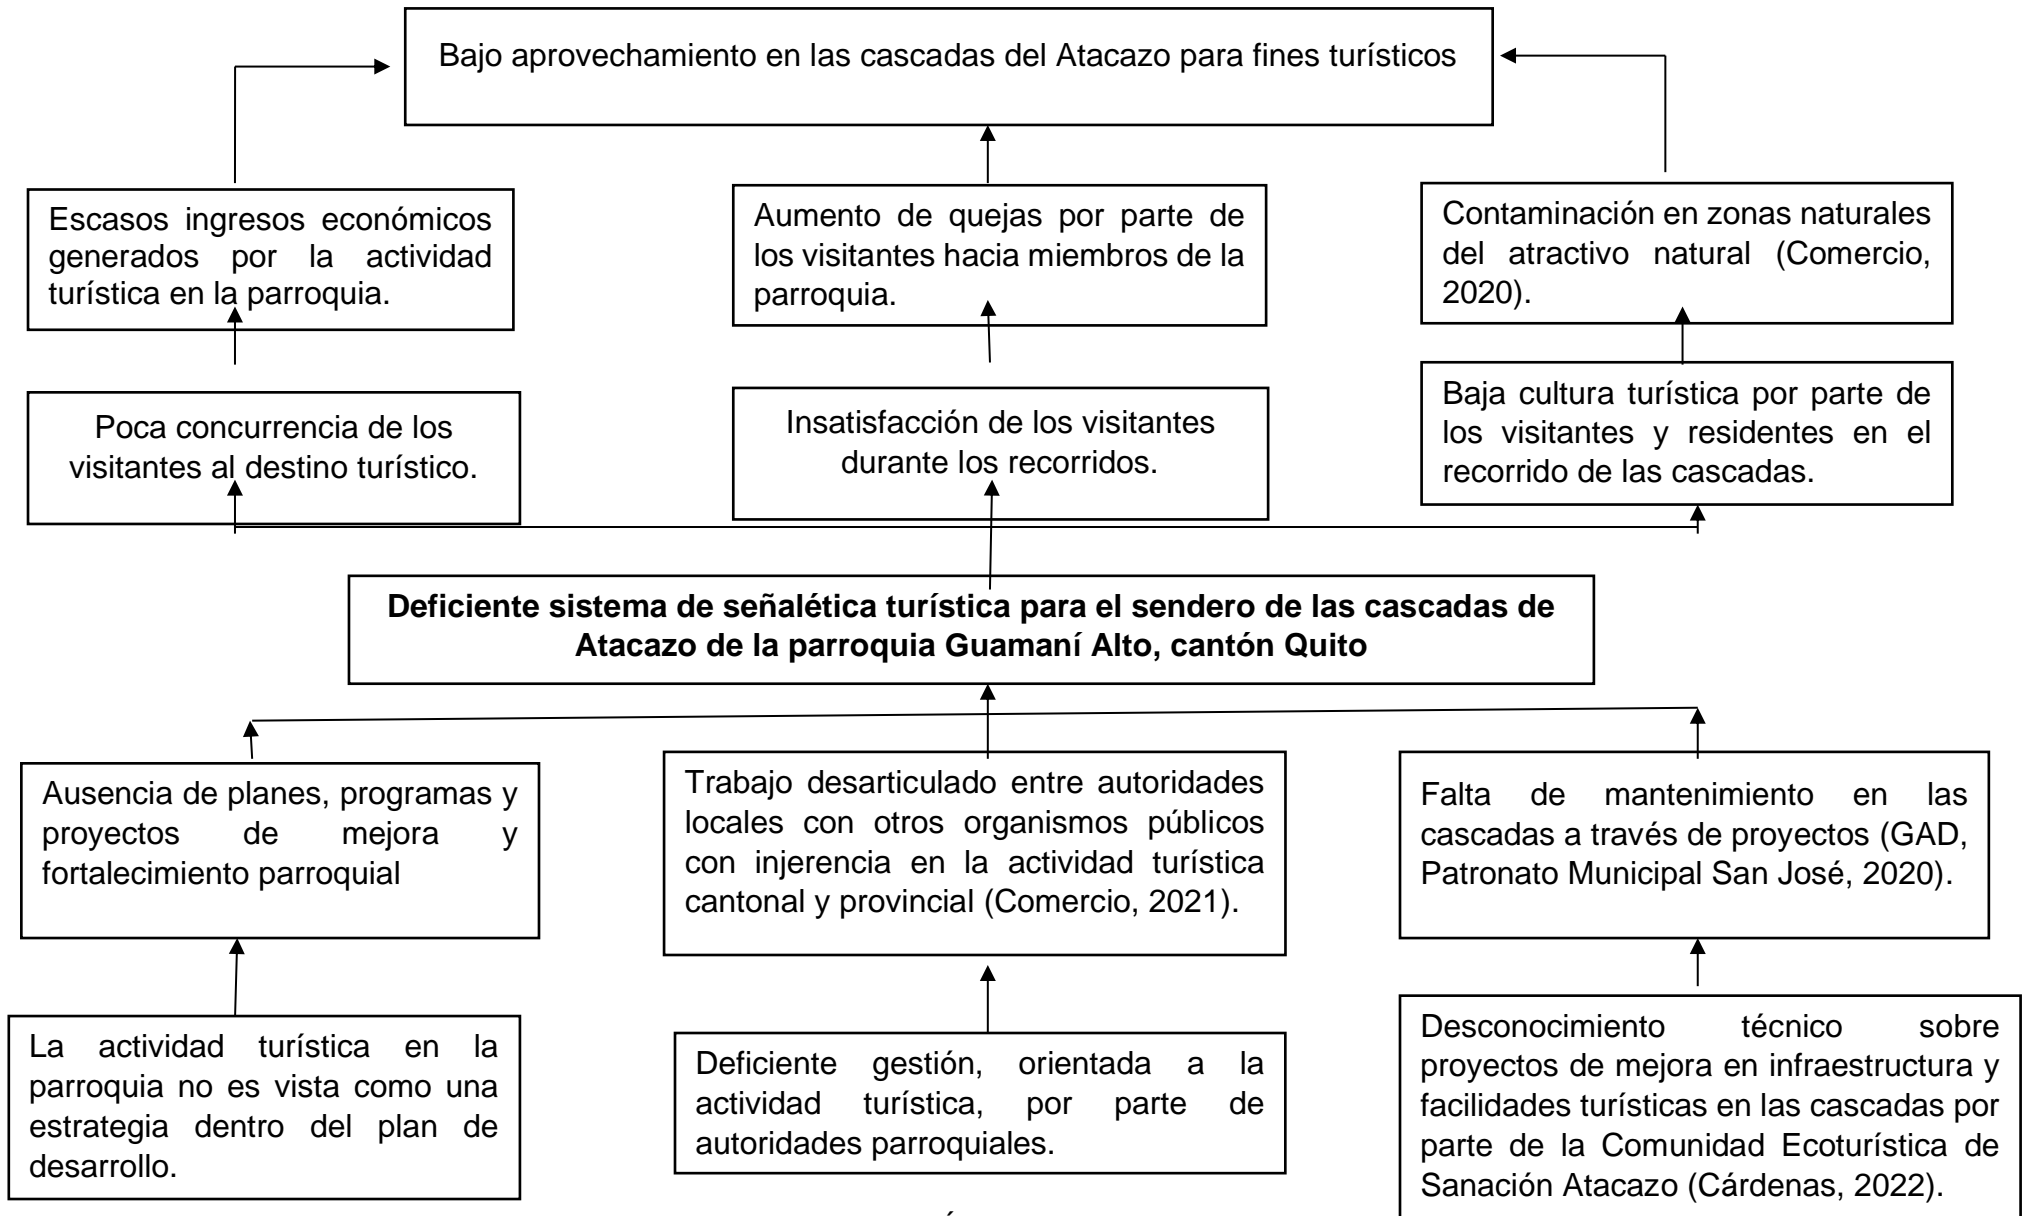 Bajo aprovechamiento en las cascadas del Atacazo para fines turísticos
Escasos ingresos económicos
generados por la actividad
turística en la parroquia.
Aumento de quejas por parte de
los visitantes hacia miembros de la
parroquia.
Contaminación en zonas naturales
del atractivo natural (Comercio,
2020).
Poca concurrencia de los
visitantes al destino turístico.
Insatisfacción de los visitantes
durante los recorridos.
Baja cultura turística por parte de
los visitantes y residentes en el
recorrido de las cascadas.
Deficiente sistema de señalética turística para el sendero de las cascadas de
Atacazo de la parroquia Guamaní Alto, cantón Quito
Ausencia de planes, programas y
proyectos de mejora y
fortalecimiento parroquial
Trabajo desarticulado entre autoridades
locales con otros organismos públicos
con injerencia en la actividad turística
cantonal y provincial (Comercio, 2021).
Falta de mantenimiento en las
cascadas a través de proyectos (GAD,
Patronato Municipal San José, 2020).
La actividad turística en la
parroquia no es vista como una
estrategia dentro del plan de
desarrollo.
Deficiente gestión, orientada a la
actividad turística, por parte de
autoridades parroquiales.
Desconocimiento técnico sobre
proyectos de mejora en infraestructura y
facilidades turísticas en las cascadas por
parte de la Comunidad Ecoturística de
Sanación Atacazo (Cárdenas, 2022).